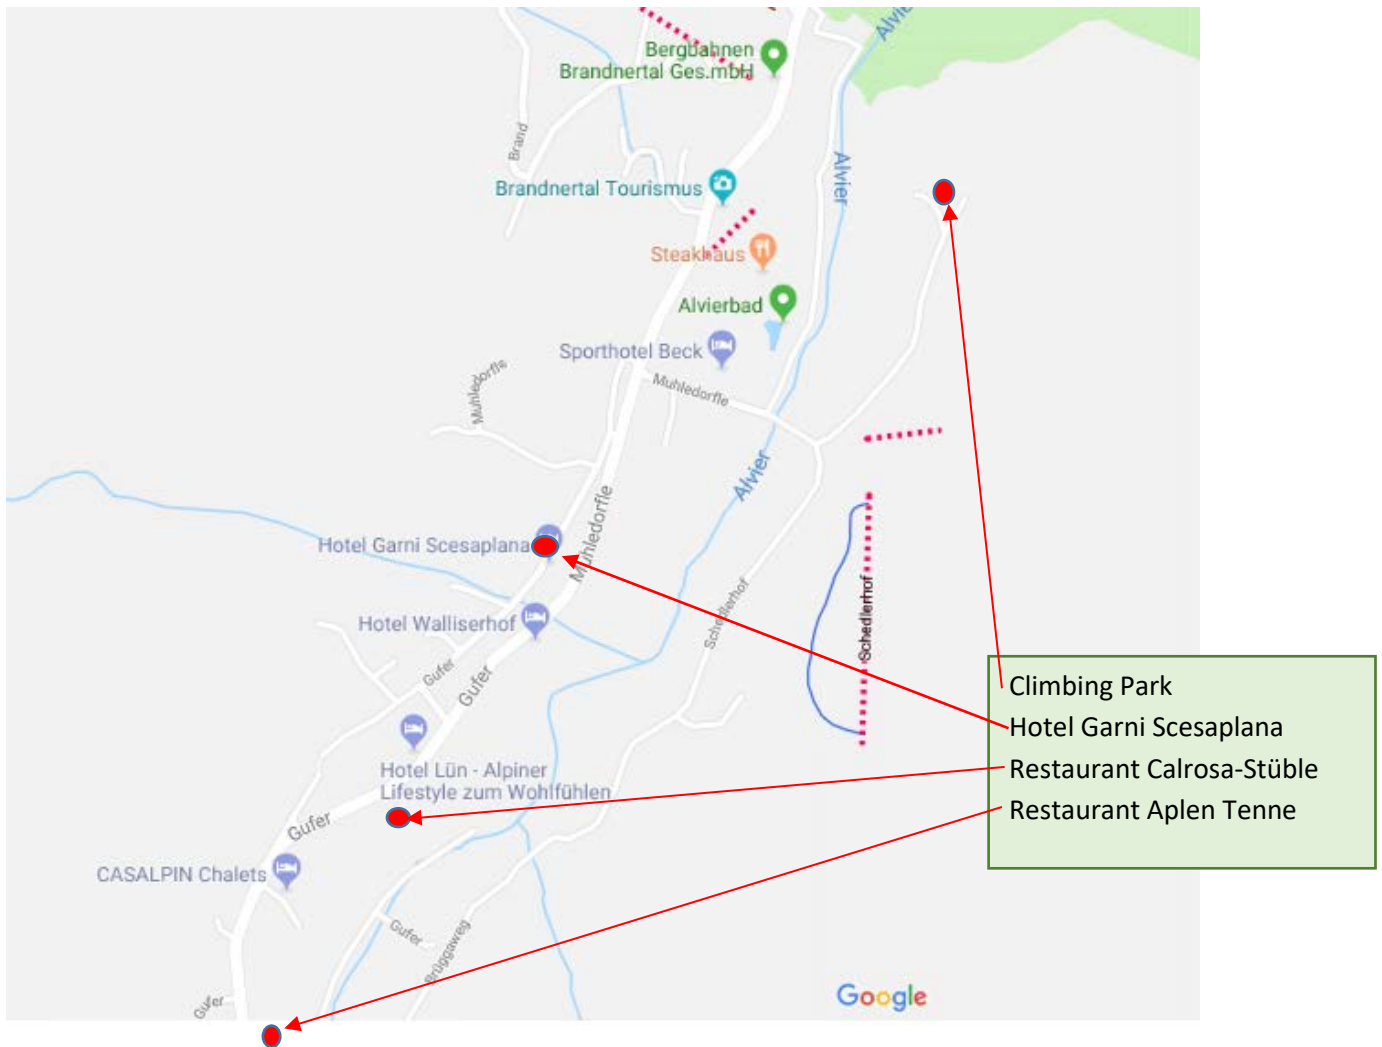 Alvier
Bergbahnen
Brandnertal Ges.mbH
Brand
Alvier
Brandnertal Tourismus
Steakhaus
Alvierbad
Sporthotel Beck
Muhledorfle
Muhledorfle
Alvier
Muhledorfle
Hotel Garni Scesaplana
Schedlerhof
Schedlerhof
Hotel Walliserhof
Gufer
Gufer
Climbing Park
Hotel Garni Scesaplana
Restaurant Calrosa-Stüble
Restaurant Aplen Tenne
Hotel Lün - Alpiner
Lifestyle zum Wohlfühlen
Gufer
CASALPIN Chalets
Gufer
Brüggaweg
Gufer
Google